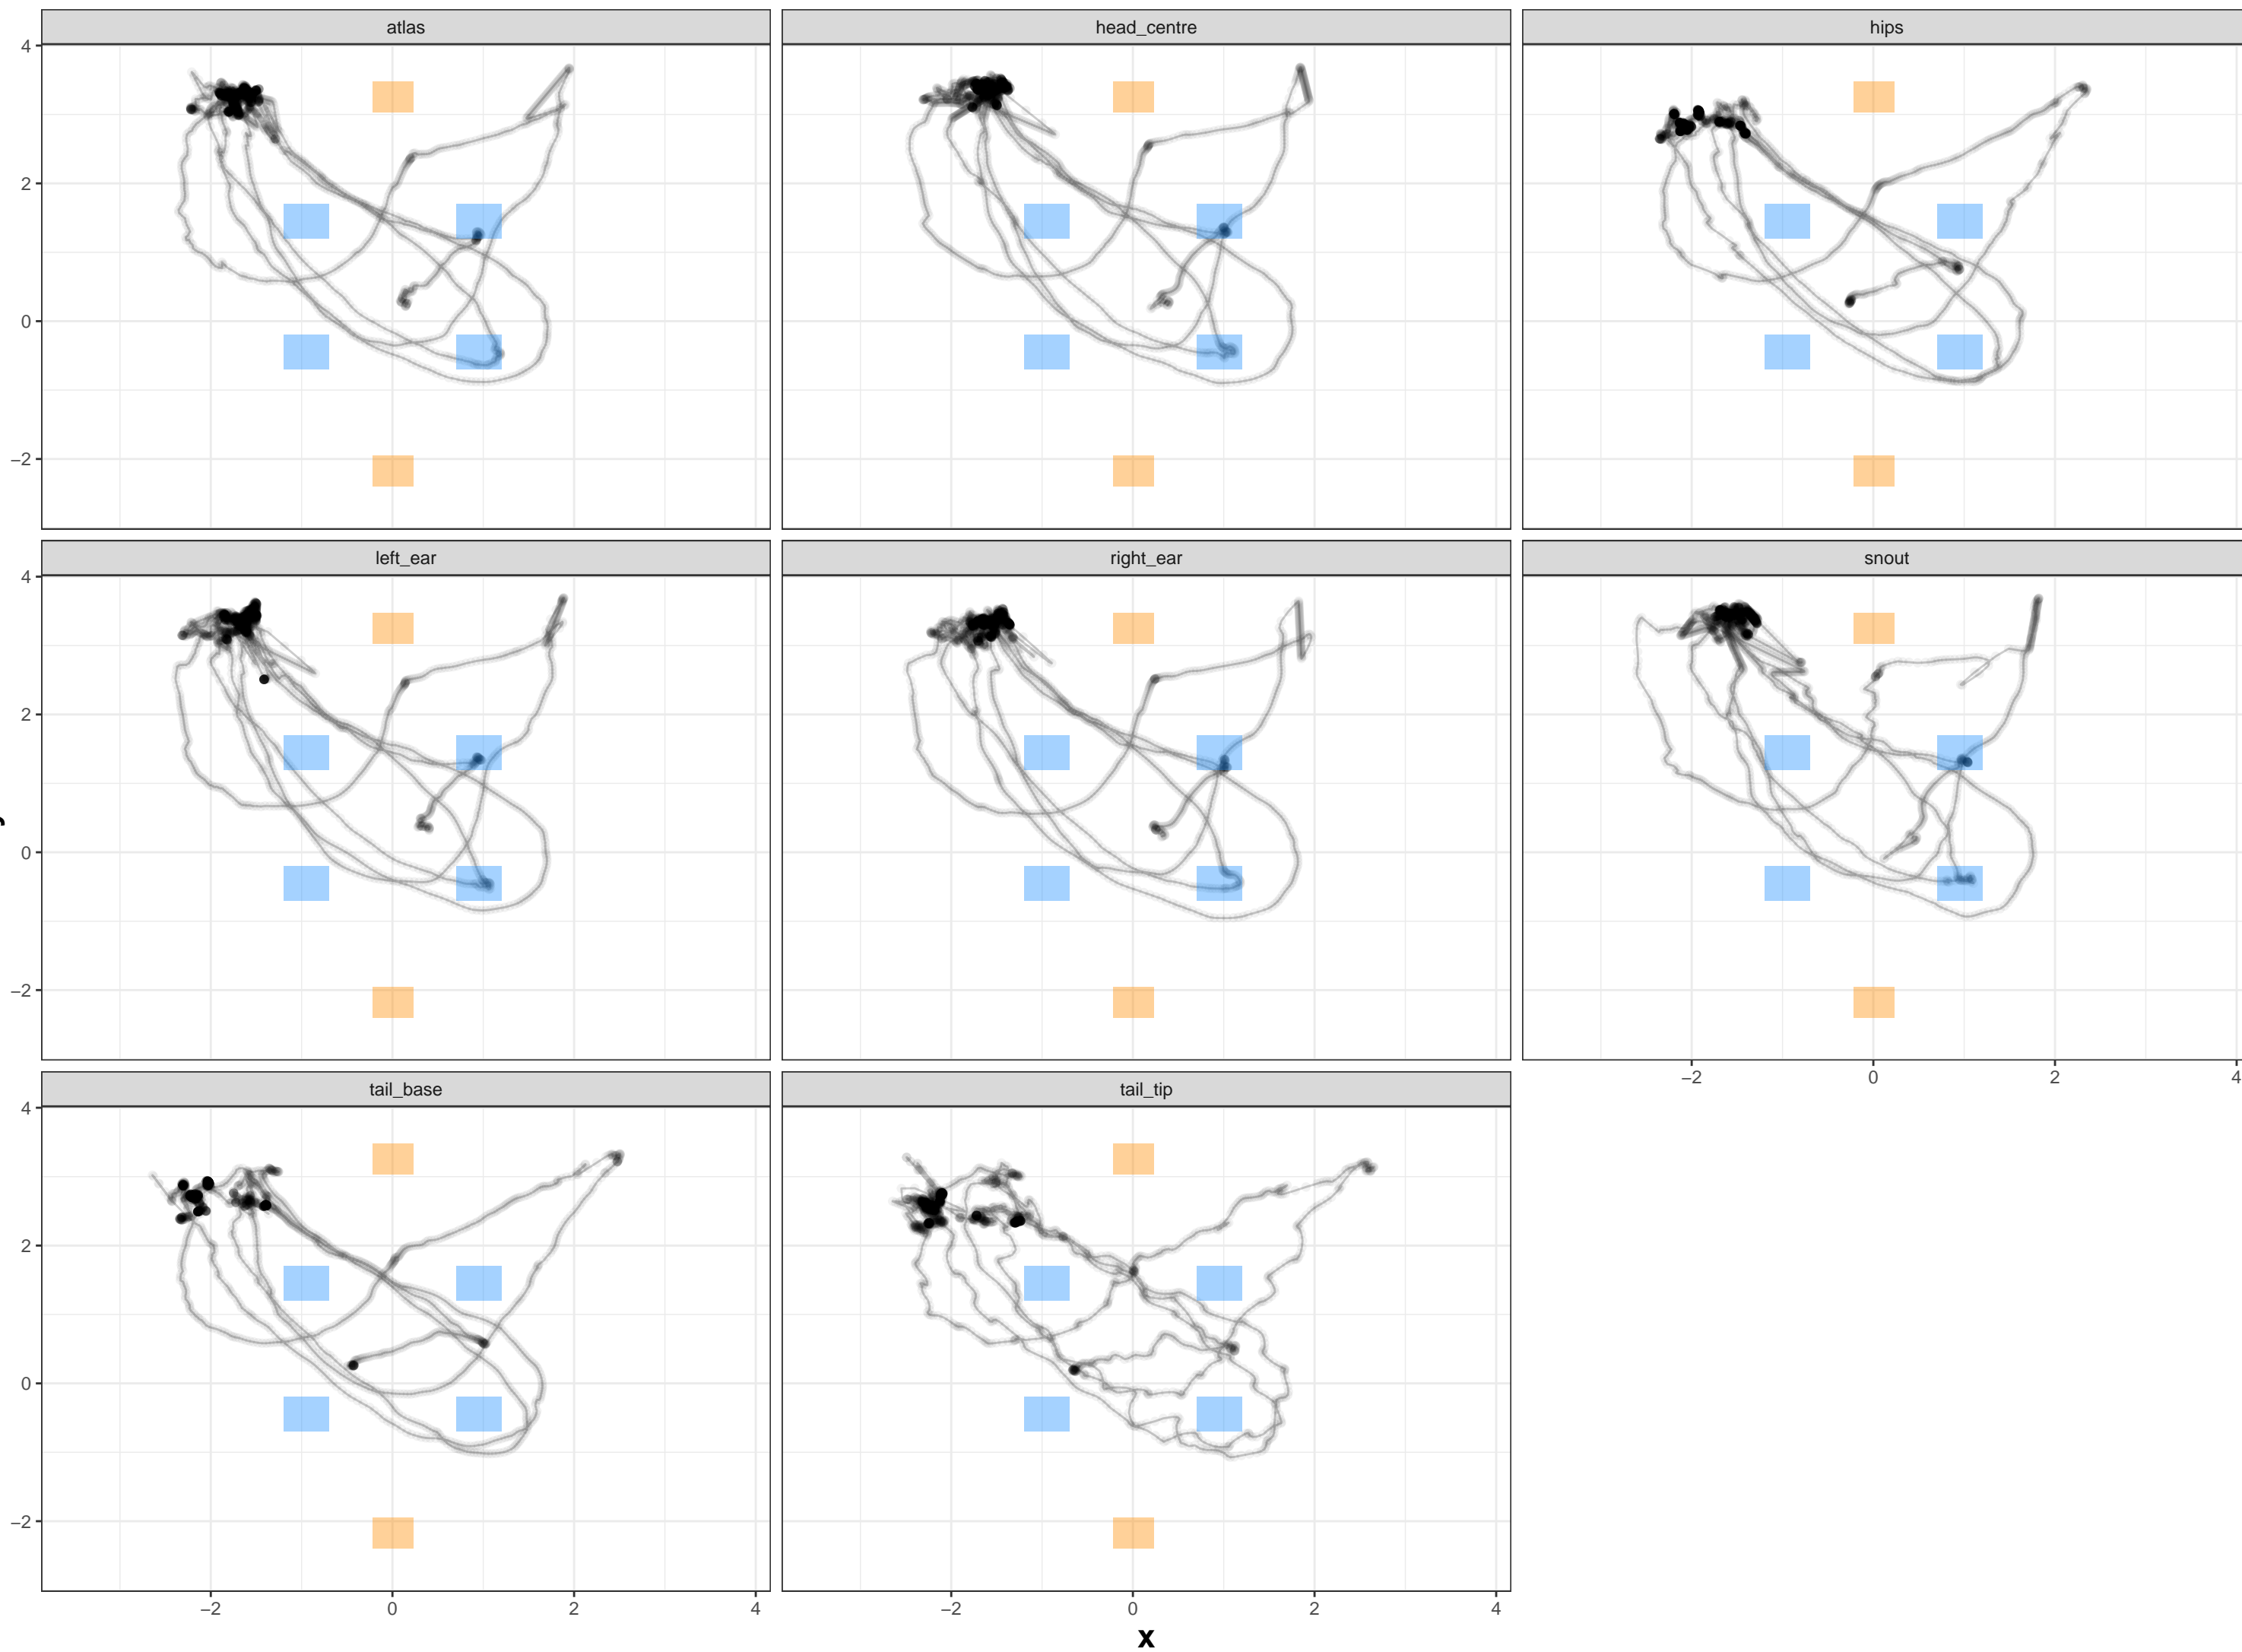 atlas head_centre hips
4
2
0
−2
left_ear right_ear snout
4
2
0
−2
−2 0 2 4
tail_base tail_tip
4
2
0
−2
−2 0 2 4 −2 0 2 4
x